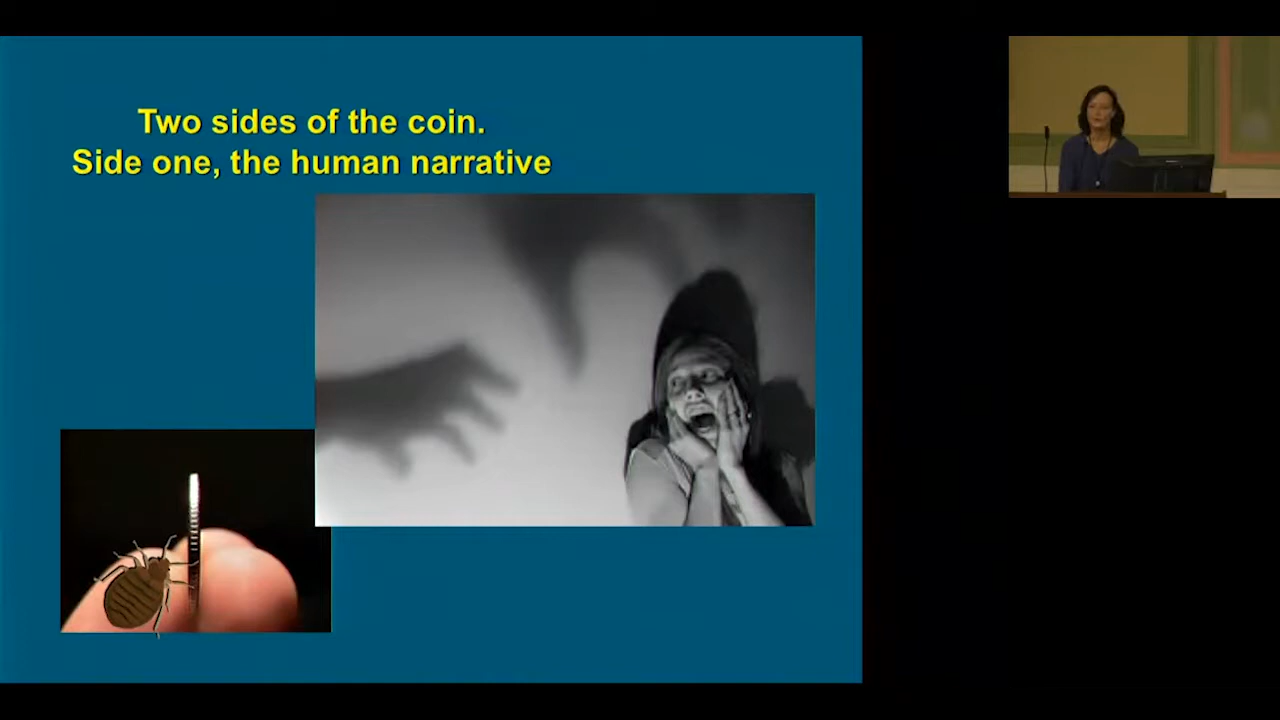 Two sides of the coin.
Side one, the human narrative